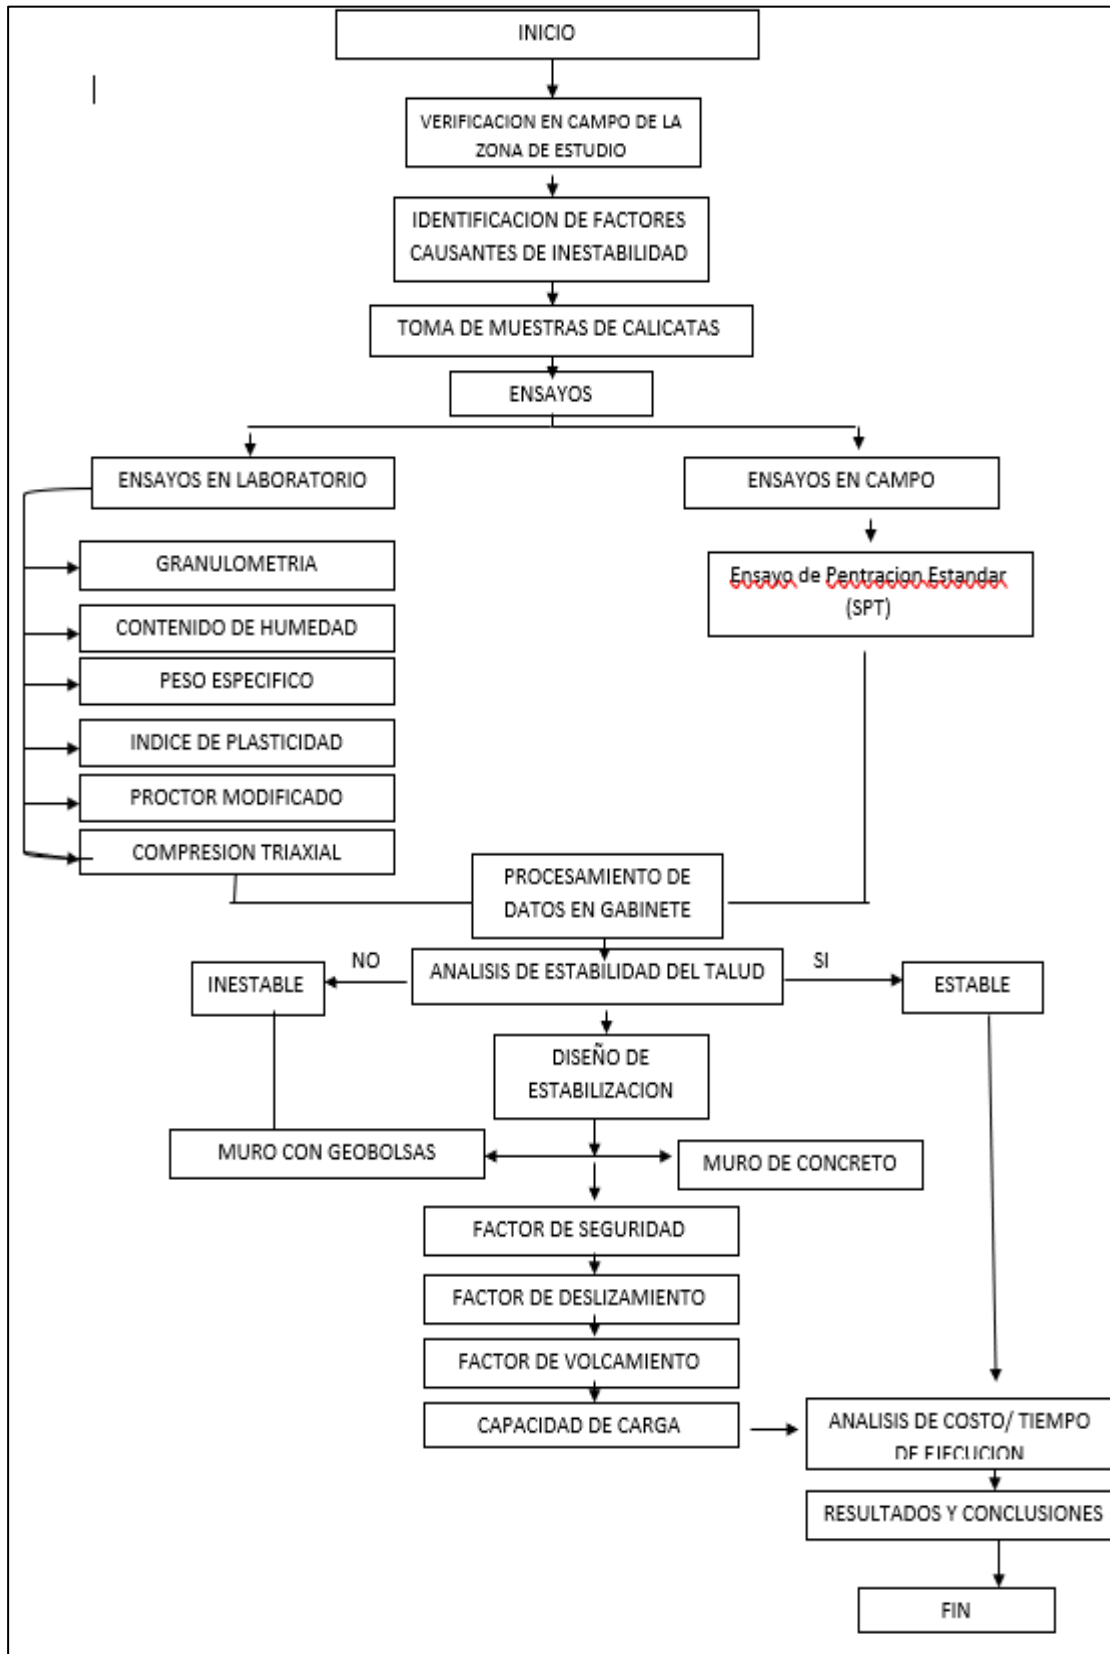 INICIO
VERIFICACION EN CAMPO DE LA
ZONA DE ESTUDIO
IDENTIFICACION DE FACTORES
CAUSANTES DE INESTABILIDAD
TOMA DE MUESTRAS DE CALICATAS
ENSAYOS
ENSAYOS EN LABORATORIO
ENSAYOS EN CAMPO
GRANULOMETRIA
CONTENIDO DE HUMEDAD
PESO ESPECIFICO
INDICE DE PLASTICIDAD
PROCTOR MODIFICADO
COMPRESION TRIAXIAL
Ensayo de Pentracion Estandar
(SPT)
PROCESAMIENTO DE
DATOS EN GABINETE
ANALISIS DE ESTABILIDAD DEL TALUD
NO
SI
INESTABLE
ESTABLE
DISEÑO DE
ESTABILIZACION
MURO CON GEOBOLSAS
MURO DE CONCRETO
FACTOR DE SEGURIDAD
FACTOR DE DESLIZAMIENTO
FACTOR DE VOLCAMIENTO
CAPACIDAD DE CARGA
ANALISIS DE COSTO/ TIEMPO
DE EJECUCION
RESULTADOS Y CONCLUSIONES
FIN